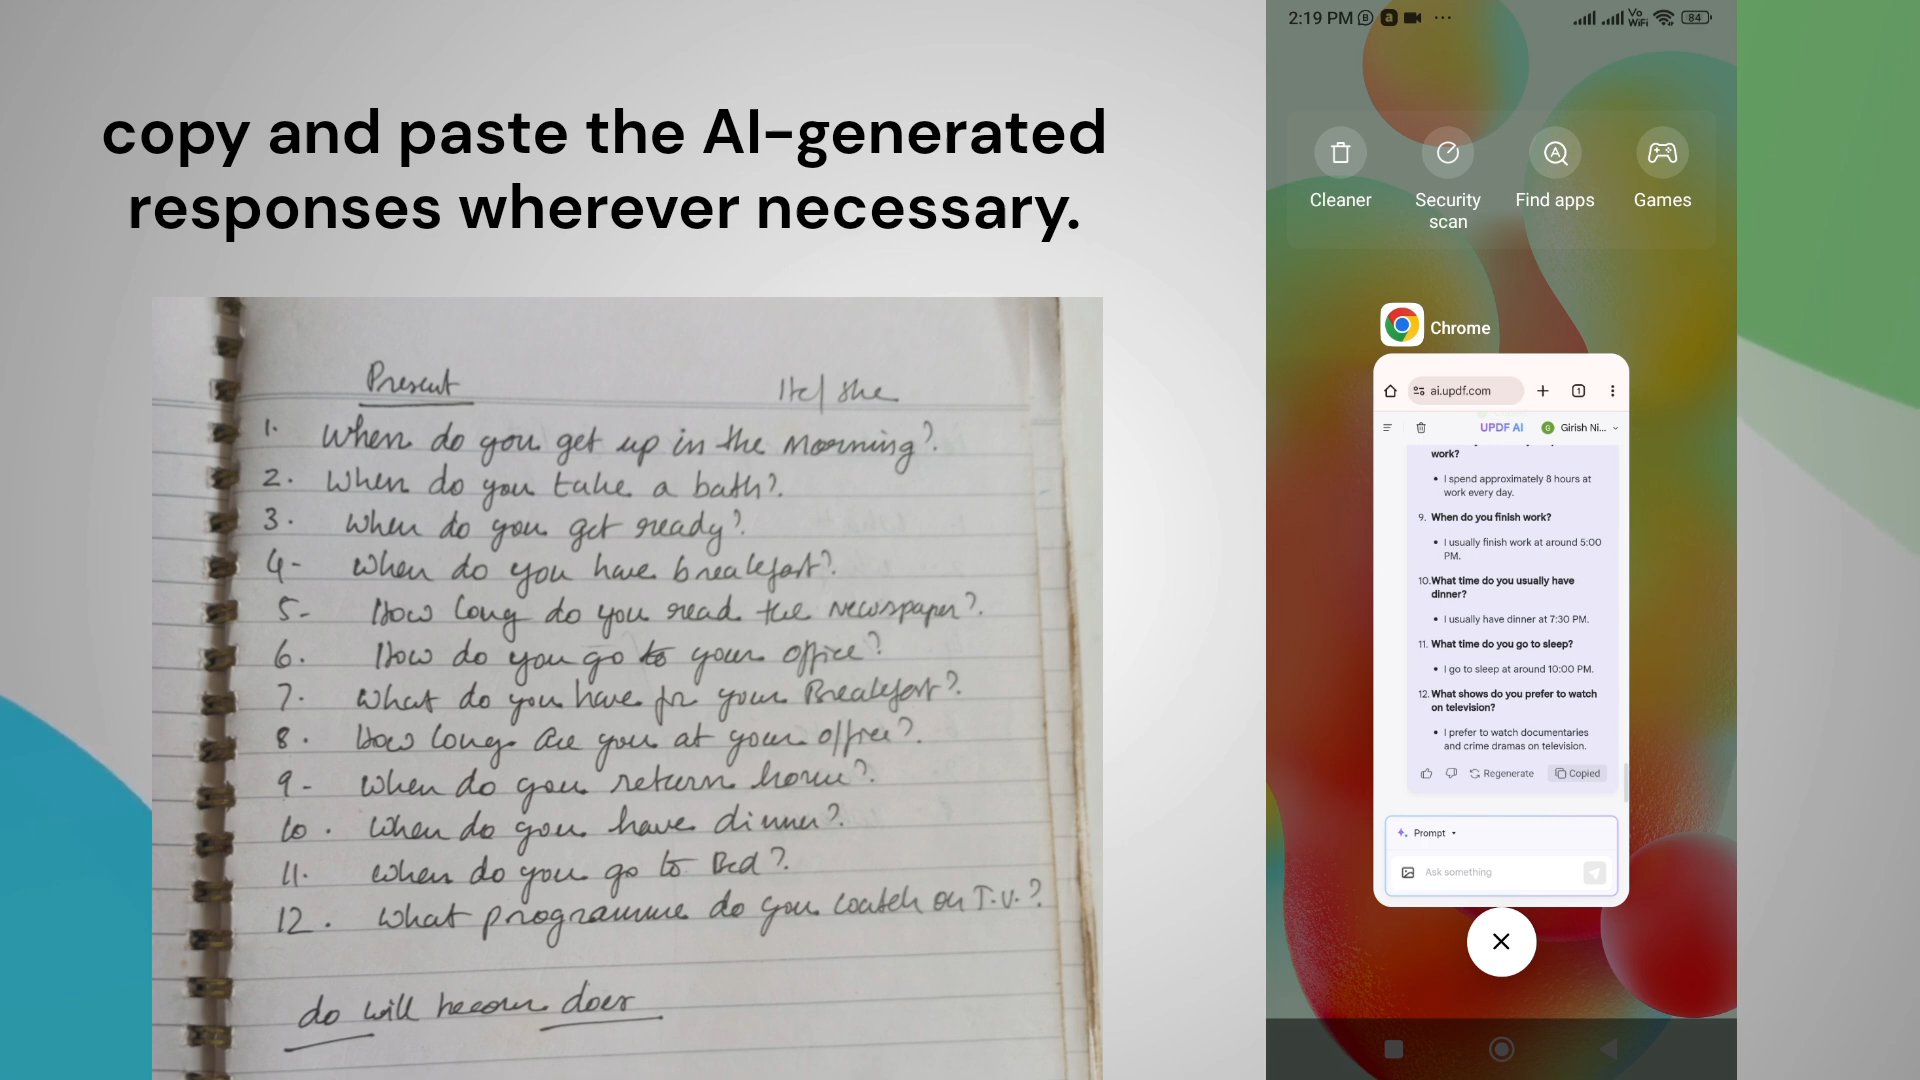 copy and paste the AI-generated
responses wherever necessary.
Present He/she
1. When do you get up in the Morning?
2. When do you take a bath?
3. When do you get ready?
4- When do you have breakfast?
5- How long do you read the Newspaper?
6. How do you go to your office?
7. What do you have for your Breakfast?
8. How long are you at your office?
9- When do you return home?
10. When do you have dinner?
11. When do you go to Bed?
12. What programme do you watch on T.V.?
do will become does
2:19 PM
Vo
WiFi
84
Cleaner
Security
scan
Find apps
Games
Chrome
ai.updf.com
1
UPDF AI
G Girish Ni...
work?
I spend approximately 8 hours at
work every day.
9. When do you finish work?
I usually finish work at around 5:00
PM.
10. What time do you usually have
dinner?
I usually have dinner at 7:30 PM.
11. What time do you go to sleep?
I go to sleep at around 10:00 PM.
12. What shows do you prefer to watch
on television?
I prefer to watch documentaries
and crime dramas on television.
Regenerate
Copied
Prompt
Ask something